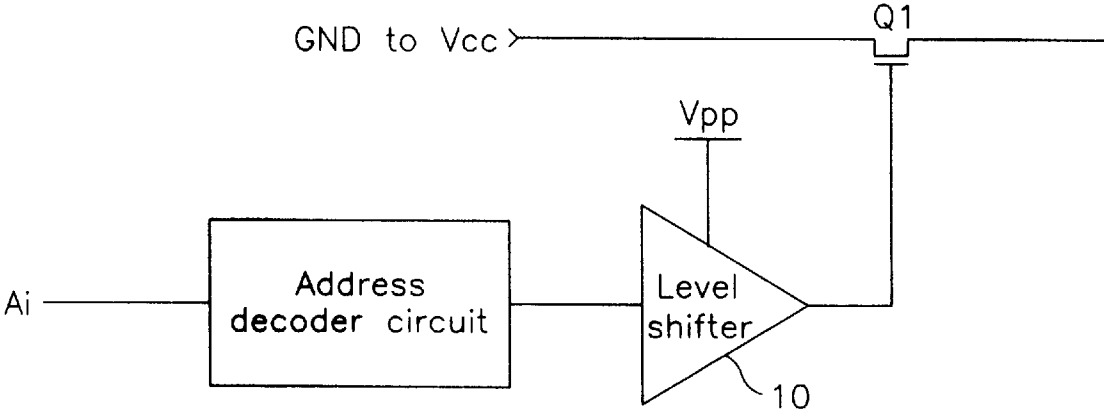 Q1
GND to Vcc
Vpp
Address
decoder circuit
Level
shifter
Ai
10